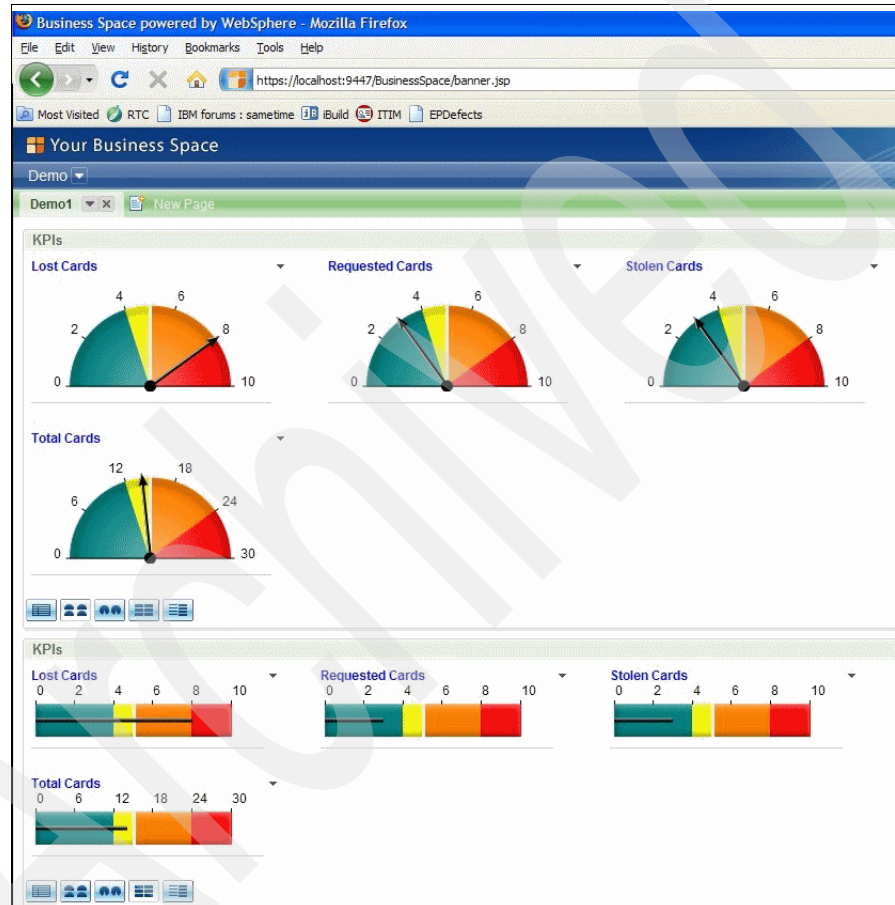 Business Space powered by WebSphere - Mozilla Firefox
File Edit View History Bookmarks Tools Help
https://localhost:9447/BusinessSpace/banner.jsp
Most Visited RTC IBM forums : sametime iBuild ITIM EPDefects
Your Business Space
Demo
Demo1 New Page
KPIs
Lost Cards
0 2 4 6 8 10
Requested Cards
0 2 4 6 8 10
Stolen Cards
0 2 4 6 8 10
Total Cards
0 6 12 18 24 30
KPIs
Lost Cards
0 2 4 6 8 10
Requested Cards
0 2 4 6 8 10
Stolen Cards
0 2 4 6 8 10
Total Cards
0 6 12 18 24 30
Archived